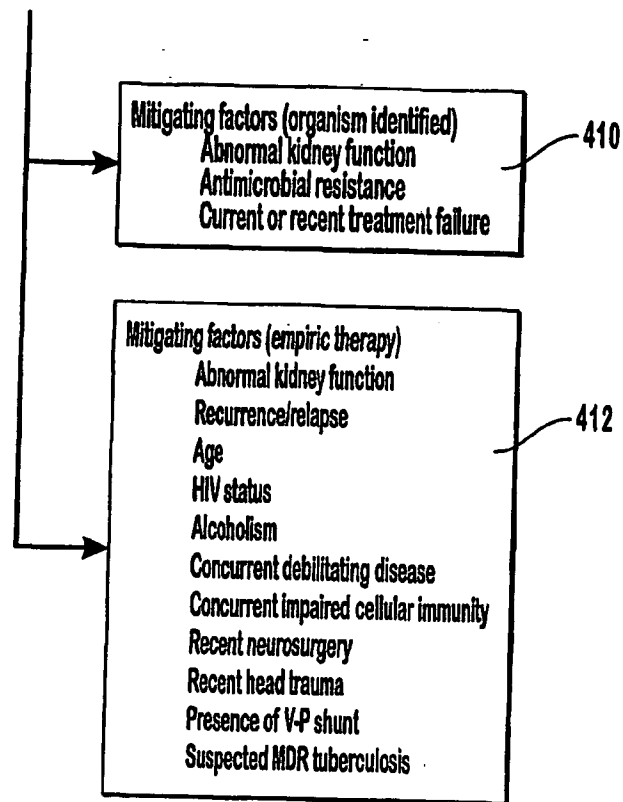 Mitigating factors (organism identified)
Abnormal kidney function
Antimicrobial resistance
Current or recent treatment failure
410
Mitigating factors (empiric therapy)
Abnormal kidney function
Recurrence/relapse
Age
HIV status
Alcoholism
Concurrent debilitating disease
Concurrent impaired cellular immunity
Recent neurosurgery
Recent head trauma
Presence of V-P shunt
Suspected MDR tuberculosis
412